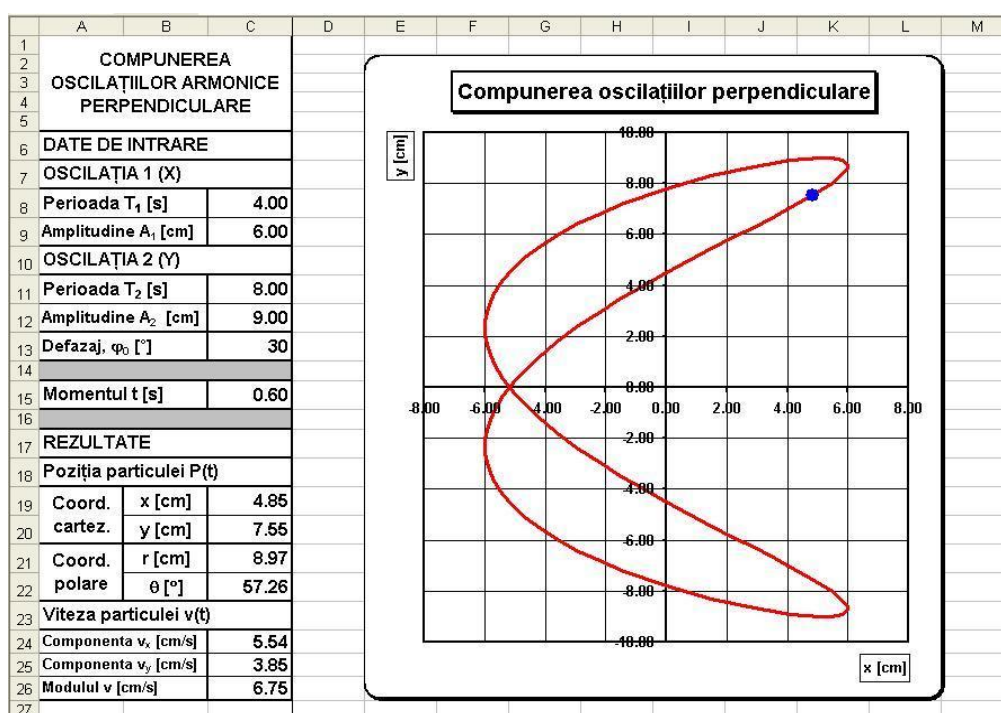 A B C D E F G H I J K L M
1
2
3
4
5
COMPUNEREA
OSCILAȚIILOR ARMONICE
PERPENDICULARE
6 DATE DE INTRARE
7 OSCILAȚIA 1 (X)
8 Perioada T₁ [s] 4.00
9 Amplitudine A₁ [cm] 6.00
10 OSCILAȚIA 2 (Y)
11 Perioada T₂ [s] 8.00
12 Amplitudine A₂ [cm] 9.00
13 Defazaj, φ₀ [°] 30
14
15 Momentul t [s] 0.60
16
17 REZULTATE
18 Poziția particulei P(t)
19 Coord. x [cm] 4.85
20 cartez. y [cm] 7.55
21 Coord. r [cm] 8.97
22 polare θ [º] 57.26
23 Viteza particulei v(t)
24 Componenta vₓ [cm/s] 5.54
25 Componenta vᵧ [cm/s] 3.85
26 Modulul v [cm/s] 6.75
27
Compunerea oscilațiilor perpendiculare
y [cm]
10.00
8.00
6.00
4.00
2.00
0.00
-8.00 -6.00 -4.00 -2.00 0.00 2.00 4.00 6.00 8.00
-2.00
-4.00
-6.00
-8.00
-10.00
x [cm]